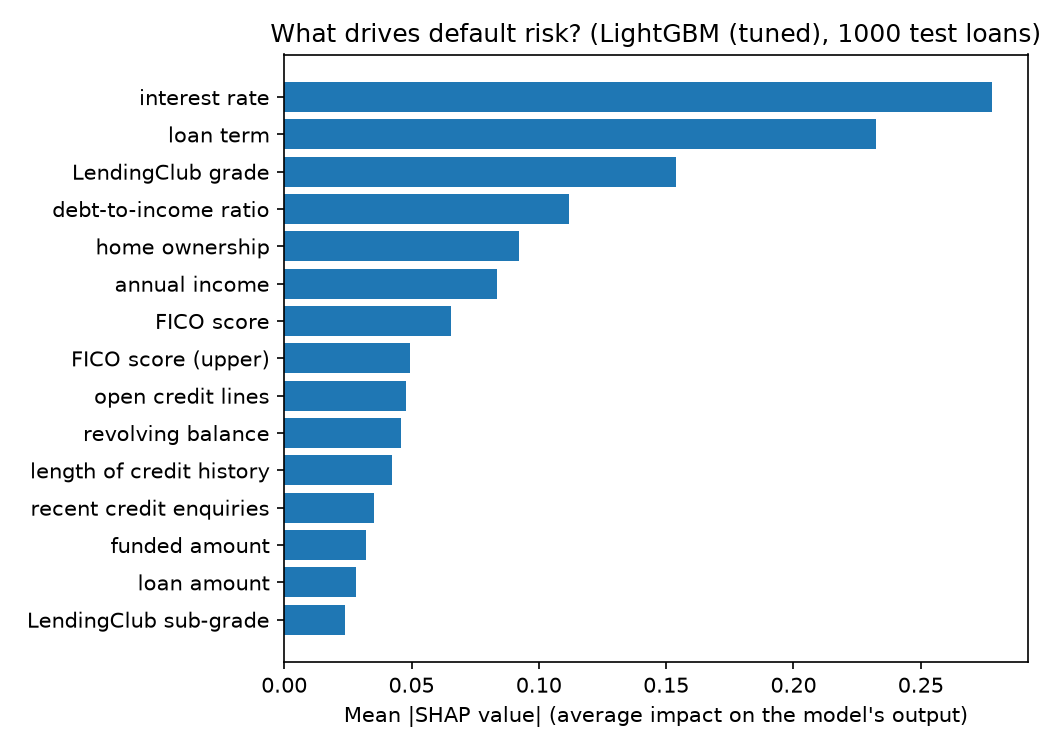 What drives default risk? (LightGBM (tuned), 1000 test loans)
interest rate
loan term
LendingClub grade
debt-to-income ratio
home ownership
annual income
FICO score
FICO score (upper)
open credit lines
revolving balance
length of credit history
recent credit enquiries
funded amount
loan amount
LendingClub sub-grade
0.00 0.05 0.10 0.15 0.20 0.25
Mean |SHAP value| (average impact on the model's output)